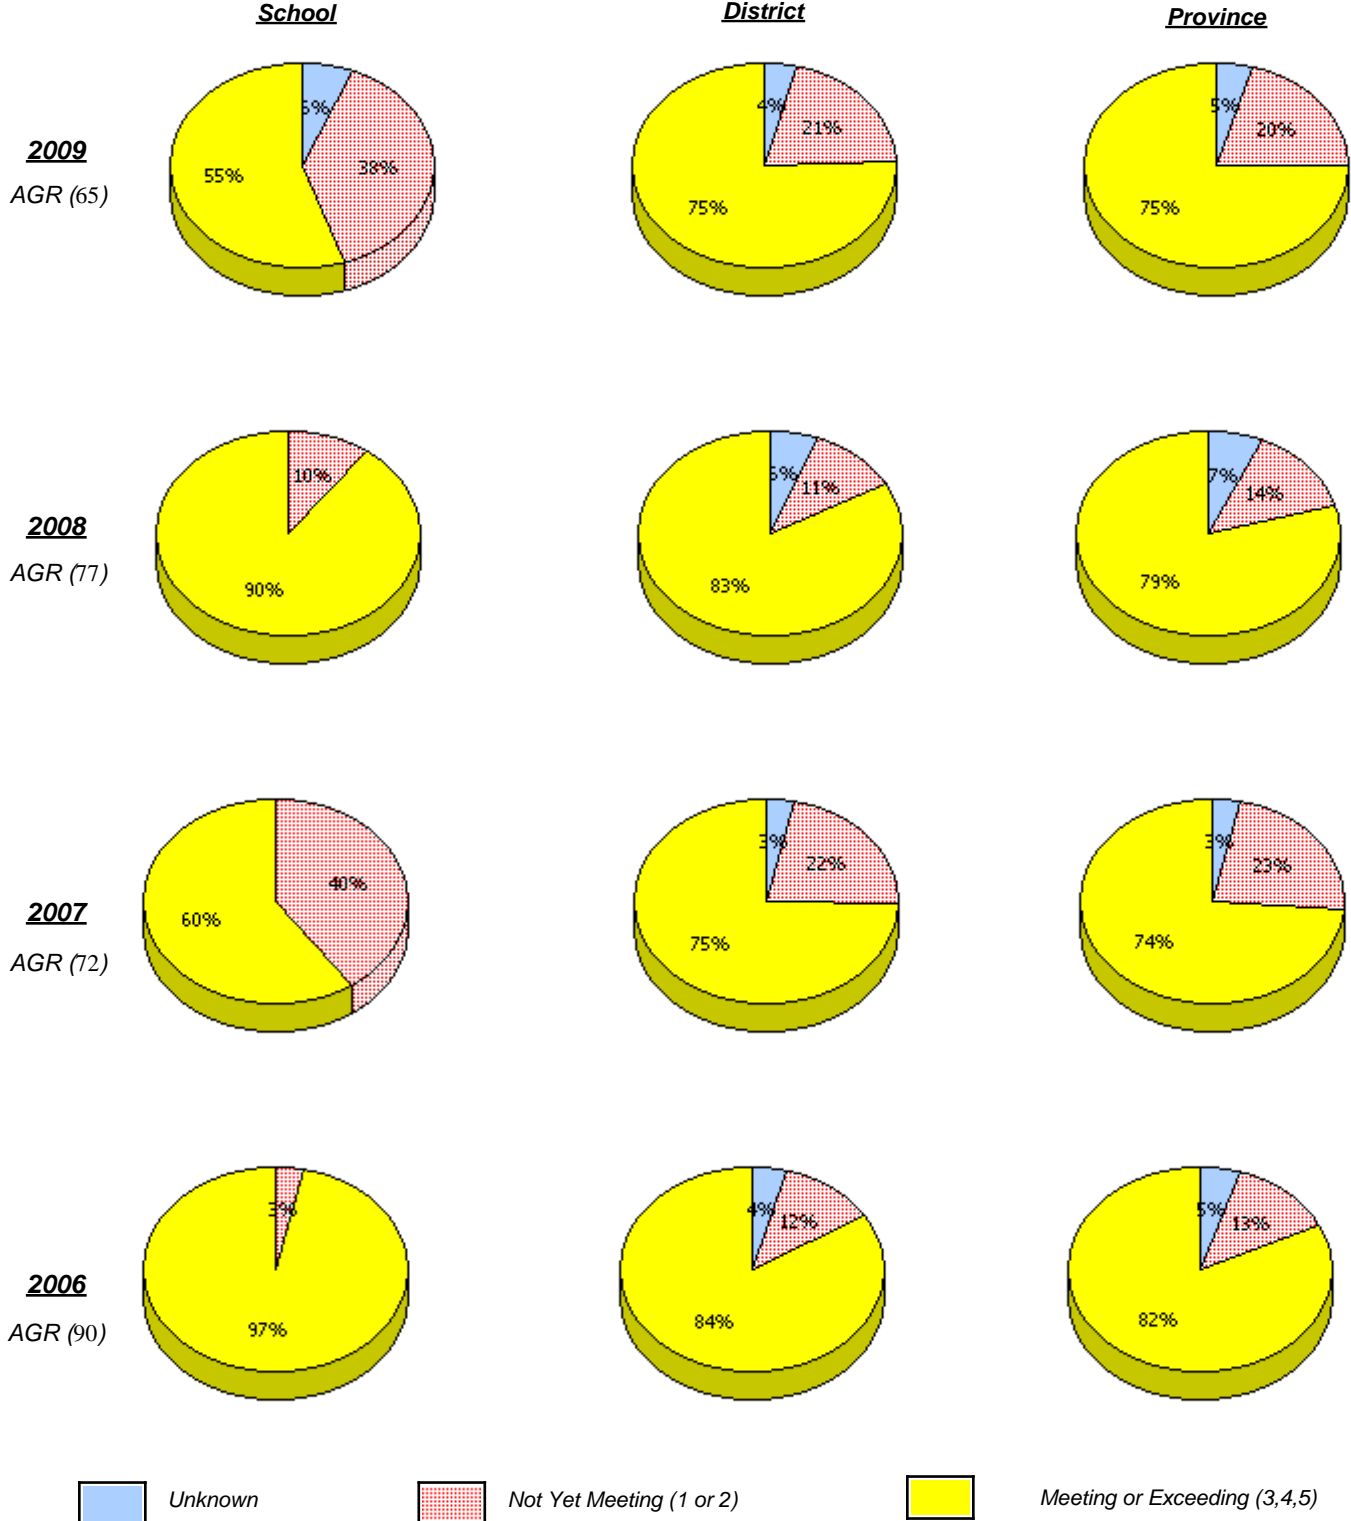 School District Province
6% 38% 55%
4% 21% 75%
5% 20% 75%
2009
AGR (65)
10% 90%
11% 83%
7% 14% 79%
2008
AGR (77)
40% 60%
3% 22% 75%
3% 23% 74%
2007
AGR (72)
3% 97%
4% 12% 84%
5% 13% 82%
2006
AGR (90)
Unknown Not Yet Meeting (1 or 2) Meeting or Exceeding (3,4,5)